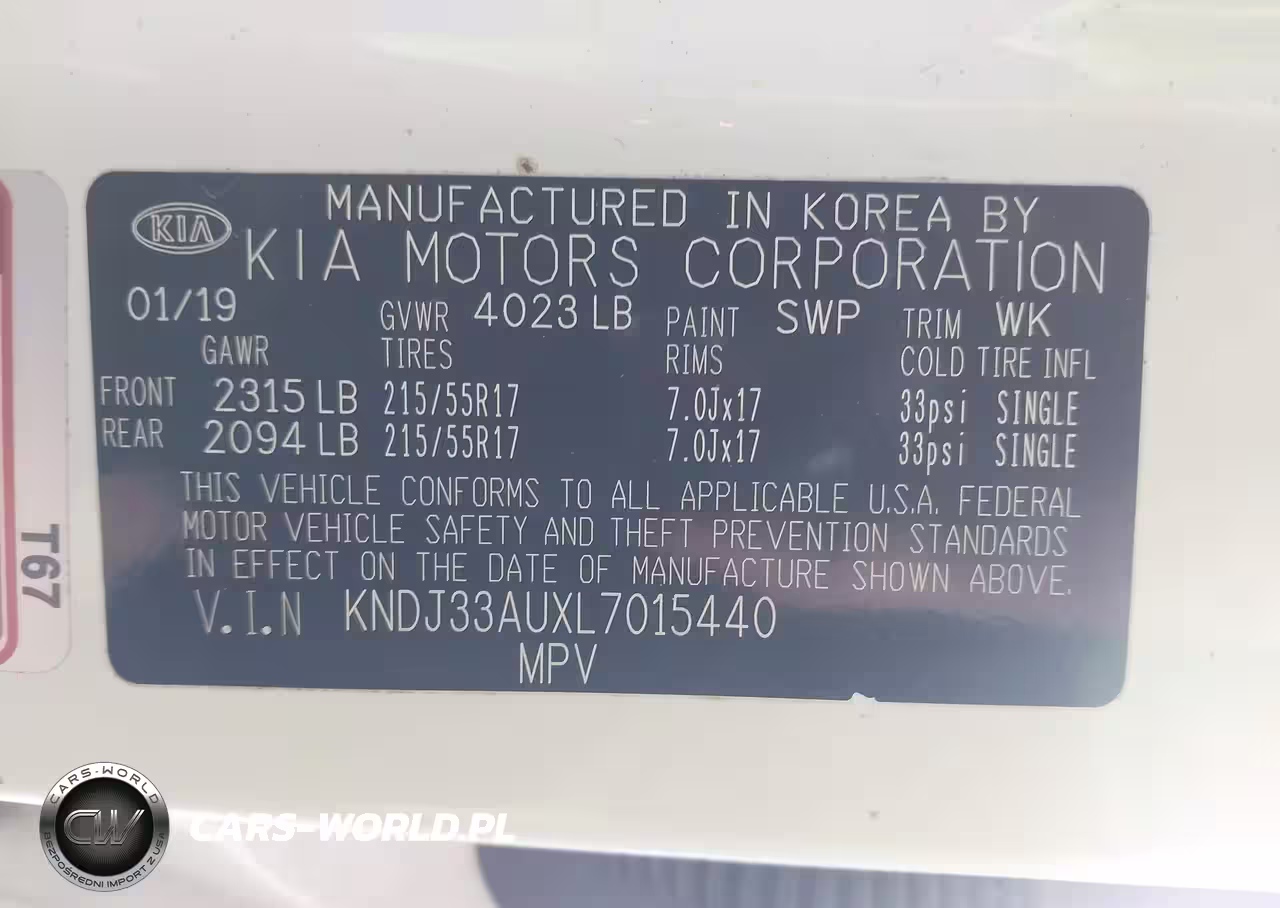 KIA
MANUFACTURED IN KOREA BY
KIA MOTORS CORPORATION
01/19 GVWR 4023 LB PAINT SWP TRIM WK
GAWR TIRES RIMS COLD TIRE INFL
FRONT 2315 LB 215/55R17 7.0Jx17 33psi SINGLE
REAR 2094 LB 215/55R17 7.0Jx17 33psi SINGLE
THIS VEHICLE CONFORMS TO ALL APPLICABLE U.S.A. FEDERAL
MOTOR VEHICLE SAFETY AND THEFT PREVENTION STANDARDS
IN EFFECT ON THE DATE OF MANUFACTURE SHOWN ABOVE.
V.I.N KNDJ33AUXL7015440
MPV
T67
CARS-WORLD
CW
BEZPOŚREDNI IMPORT Z USA
CARS-WORLD.PL